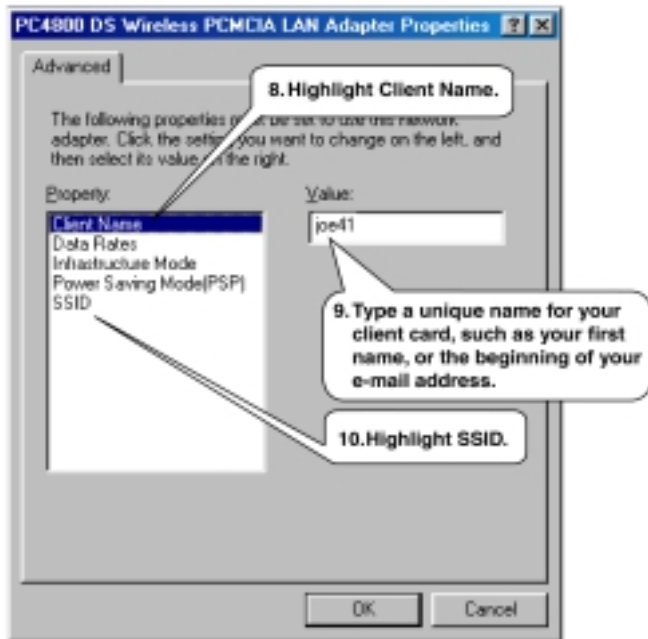 PC4800 DS Wireless PCMCIA LAN Adapter Properties
Advanced
8. Highlight Client Name.
The following properties be set to use this network
adapter. Click the setting you want to change on the left, and
then select its value on the right.
Property:
Value:
Client Name
Data Rates
Infrastructure Mode
Power Saving Mode(PSP)
SSID
joe41
9. Type a unique name for your
client card, such as your first
name, or the beginning of your
e-mail address.
10.Highlight SSID.
OK
Cancel